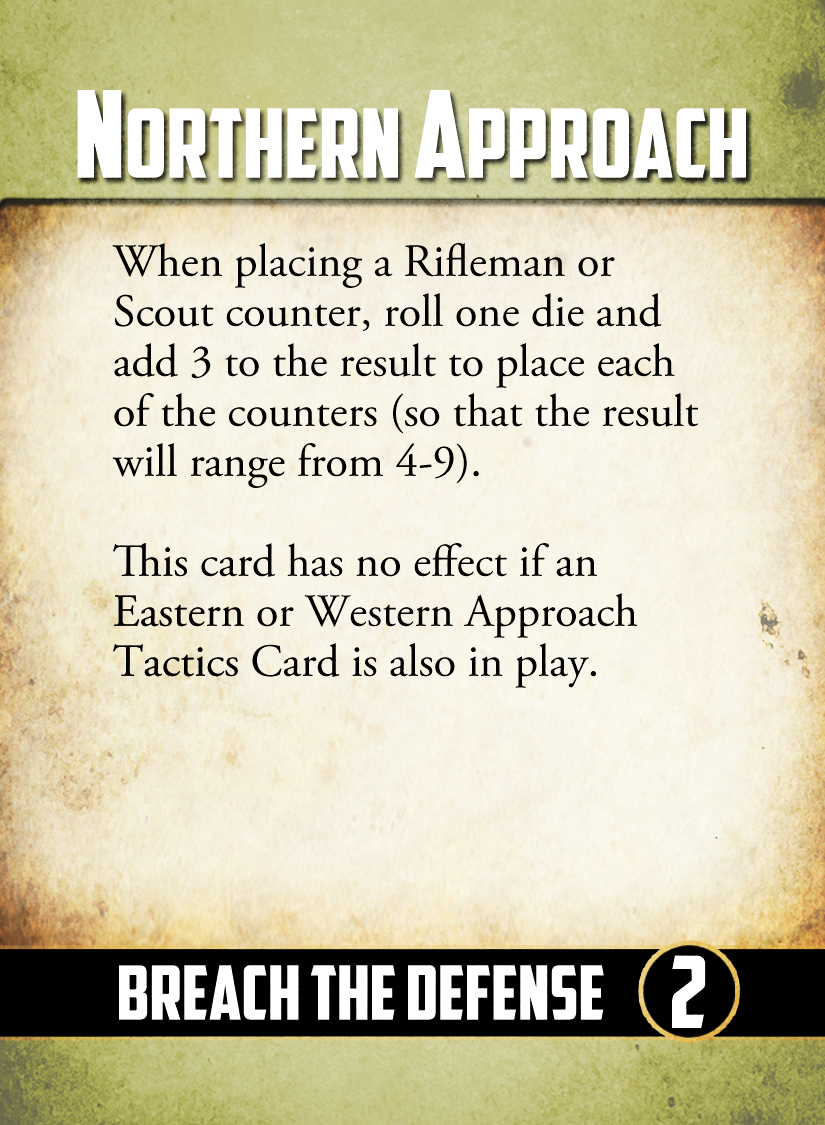 Northern Approach
When placing a Rifleman or
Scout counter, roll one die and
add 3 to the result to place each
of the counters (so that the result
will range from 4-9).
This card has no effect if an
Eastern or Western Approach
Tactics Card is also in play.
BREACH THE DEFENSE 2